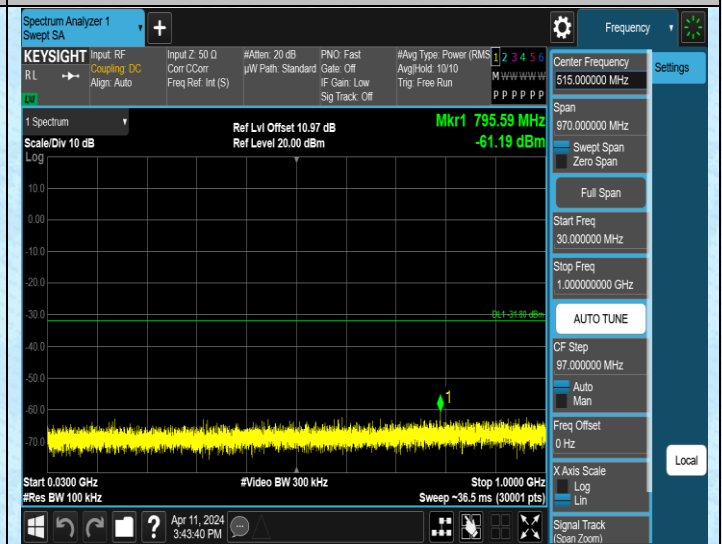 Spectrum Analyzer 1
Swept SA
+
Frequency
KEYSIGHT
RL
LXI
Input: RF
Coupling: DC
Align: Auto
Input Z: 50 Ω
Corr CCorr
Freq Ref: Int (S)
#Atten: 20 dB
µW Path: Standard
PNO: Fast
Gate: Off
IF Gain: Low
Sig Track: Off
#Avg Type: Power (RMS
Avg|Hold: 10/10
Trig: Free Run
1 2 3 4 5 6
M W W W W W
P P P P P P
1 Spectrum
Scale/Div 10 dB
Ref Lvl Offset 10.97 dB
Ref Level 20.00 dBm
Mkr1 795.59 MHz
-61.19 dBm
Log
10.0
0.00
-10.0
-20.0
-30.0
DL1 -31.80 dBm
-40.0
-50.0
1
-60.0
-70.0
Start 0.0300 GHz
#Res BW 100 kHz
#Video BW 300 kHz
Stop 1.0000 GHz
Sweep ~36.5 ms (30001 pts)
?
Apr 11, 2024
3:43:40 PM
Center Frequency
515.000000 MHz
Span
970.000000 MHz
Swept Span
Zero Span
Full Span
Start Freq
30.000000 MHz
Stop Freq
1.000000000 GHz
AUTO TUNE
CF Step
97.000000 MHz
Auto
Man
Freq Offset
0 Hz
X Axis Scale
Log
Lin
Signal Track
(Span Zoom)
Settings
Local